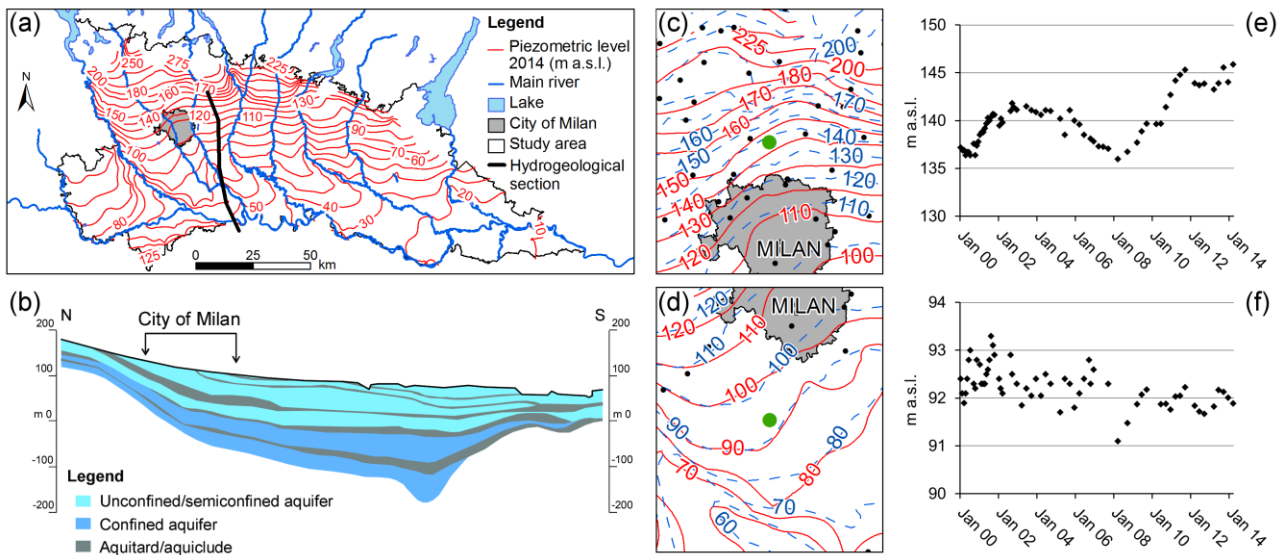 (a)
Legend
Piezometric level
2014 (m a.s.l.)
Main river
Lake
City of Milan
Study area
Hydrogeological
section
N
0 25 50
km
250
275
225
200
180
160
170
130
150
140
120
110
90
100
70
60
50
40
30
20
10
80
125
(b)
N
City of Milan
S
200
100
m 0
-100
-200
200
100
m 0
-100
-200
Legend
Unconfined/semiconfined aquifer
Confined aquifer
Aquitard/aquiclude
(c)
225
200
200
180
170
170
160
160
150
140
130
150
120
140
110
130
110
120
100
MILAN
(d)
120
120
110
110
100
100
90
90
80
80
70
70
60
MILAN
(e)
m a.s.l.
150
145
140
135
130
Jan 00
Jan 02
Jan 04
Jan 06
Jan 08
Jan 10
Jan 12
Jan 14
(f)
m a.s.l.
94
93
92
91
90
Jan 00
Jan 02
Jan 04
Jan 06
Jan 08
Jan 10
Jan 12
Jan 14